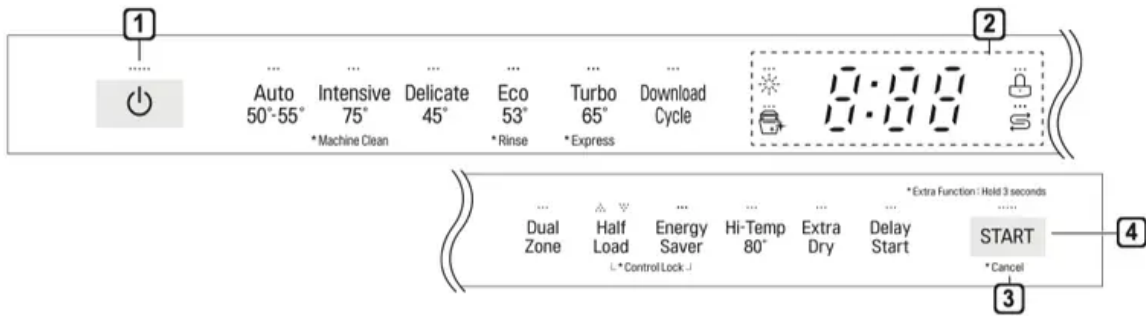 1
2
Auto Intensive Delicate Eco Turbo Download
50°-55° 75° 45° 53° 65° Cycle
* Machine Clean * Rinse * Express
8:88
* Extra Function : Hold 3 seconds
Dual Half Energy Hi-Temp Extra Delay
Zone Load Saver 80° Dry Start
START
4
* Control Lock
* Cancel
3